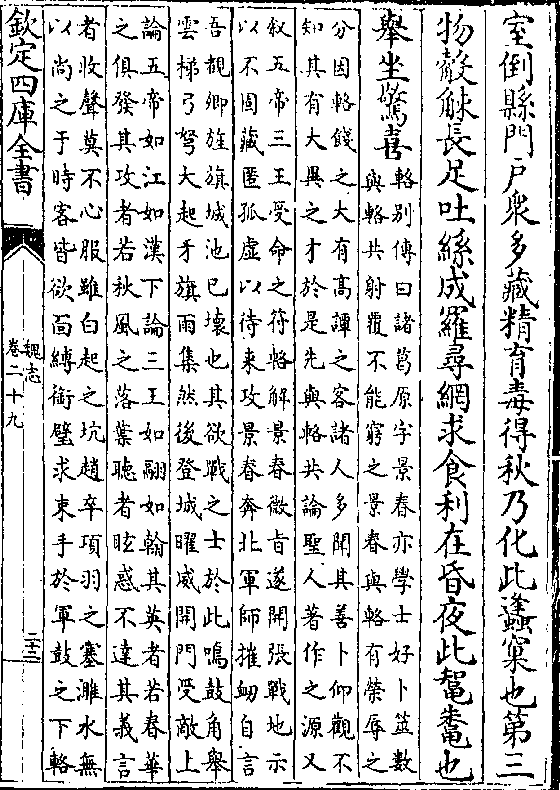 室倒縣門戶衆多藏精育毒得秋乃化此蠭窠也第三
物觳觫長足吐絲成羅尋網求食利在昏夜此鼅鼄也
舉坐驚喜
輅别傳曰諸葛原字景春亦學士好卜筮數
與輅共射覆不能窮之景春與輅有榮辱之
分因輅餞之大有髙譚之客諸人多聞其善卜仰觀不
知其有大異之才於是先與輅共論聖人著作之源又
叙五帝三王受命之符輅解景春微㫖遂開張戰地示
以不固藏匿孤虚以待來攻景春奔北軍師摧衂自言
吾觀卿旌旗城池已壞也其欲戰之士於此鳴鼓角舉
雲梯弓弩大起牙旗雨集然後登城曜威開門受敵上
論五帝如江如漢下論三王如翮如翰其英者若春華
之俱發其攻者若秋風之落葉聽者眩惑不達其義言
者收聲莫不心服雖白起之坑趙卒項羽之塞濉水無
以尚之于時客皆欲面縛銜璧求束手於軍鼓之下輅
欽定四庫全書
魏志
卷二十九
二十二